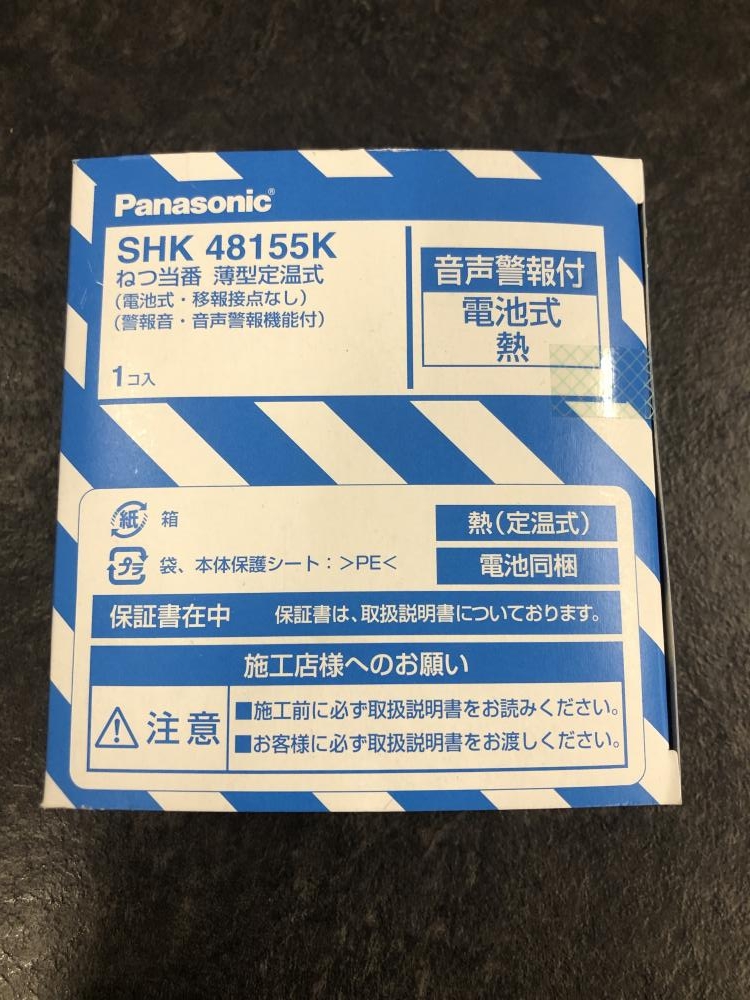 Panasonic®
SHK 48155K
ねつ当番 薄型定温式
(電池式・移報接点なし)
(警報音・音声警報機能付)
1コ入
音声警報付
電池式
熱
紙 箱
プラ 袋、本体保護シート：>PE<
熱(定温式)
電池同梱
保証書在中 保証書は、取扱説明書についております。
施工店様へのお願い
注意
■施工前に必ず取扱説明書をお読みください。
■お客様に必ず取扱説明書をお渡しください。